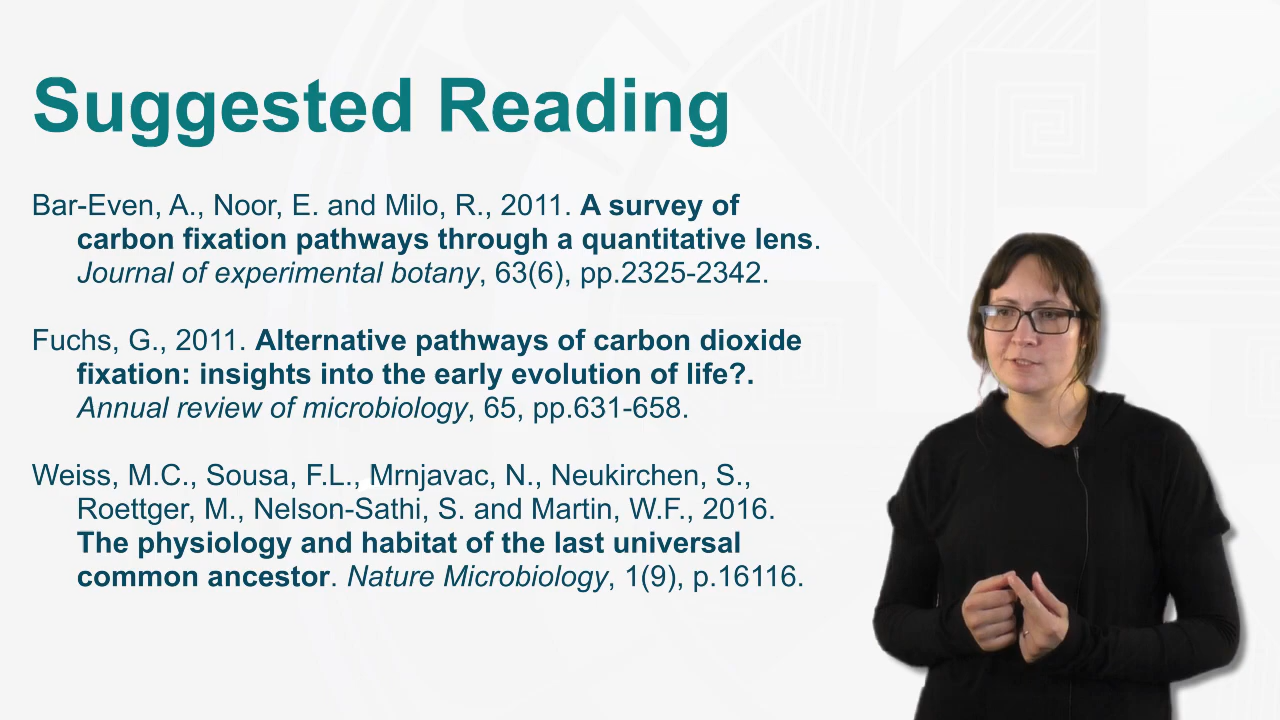 Suggested Reading
Bar-Even, A., Noor, E. and Milo, R., 2011. A survey of
carbon fixation pathways through a quantitative lens.
Journal of experimental botany, 63(6), pp.2325-2342.
Fuchs, G., 2011. Alternative pathways of carbon dioxide
fixation: insights into the early evolution of life?.
Annual review of microbiology, 65, pp.631-658.
Weiss, M.C., Sousa, F.L., Mrnjavac, N., Neukirchen, S.,
Roettger, M., Nelson-Sathi, S. and Martin, W.F., 2016.
The physiology and habitat of the last universal
common ancestor. Nature Microbiology, 1(9), p.16116.